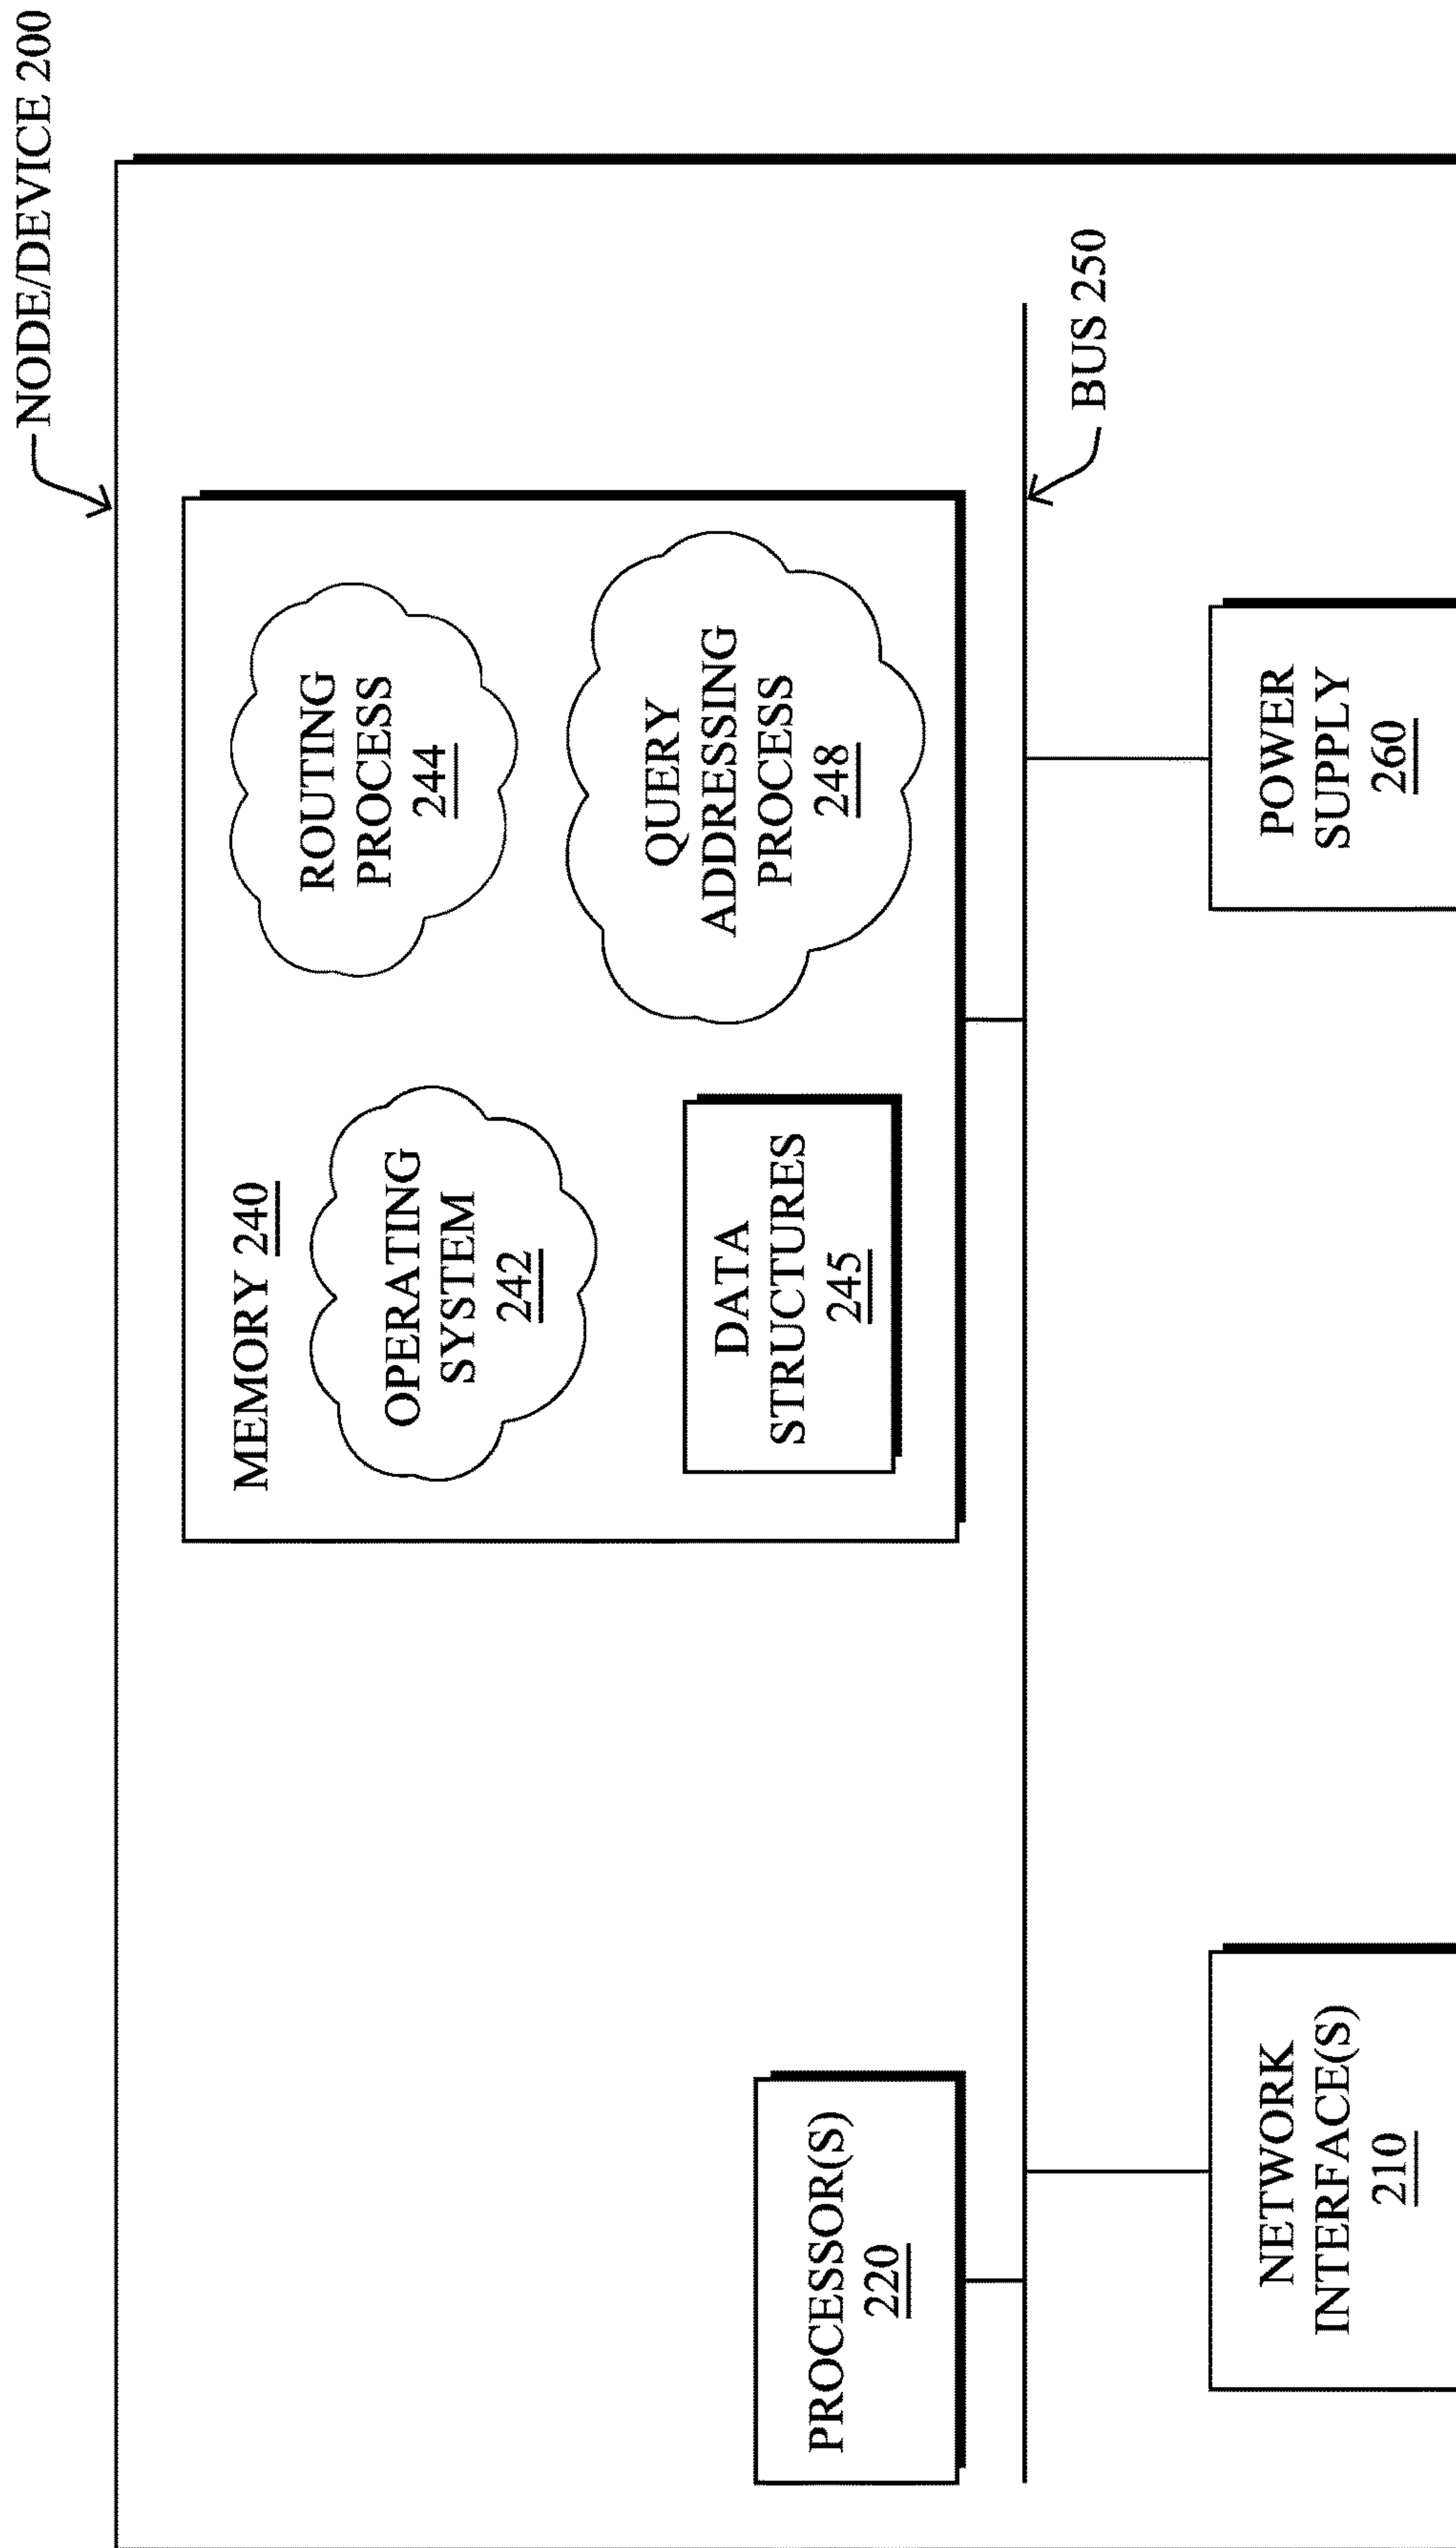 NODE/DEVICE 200
MEMORY 240
OPERATING
SYSTEM
242
ROUTING
PROCESS
244
DATA
STRUCTURES
245
QUERY
ADDRESSING
PROCESS
248
PROCESSOR(S)
220
BUS 250
NETWORK
INTERFACE(S)
210
POWER
SUPPLY
260